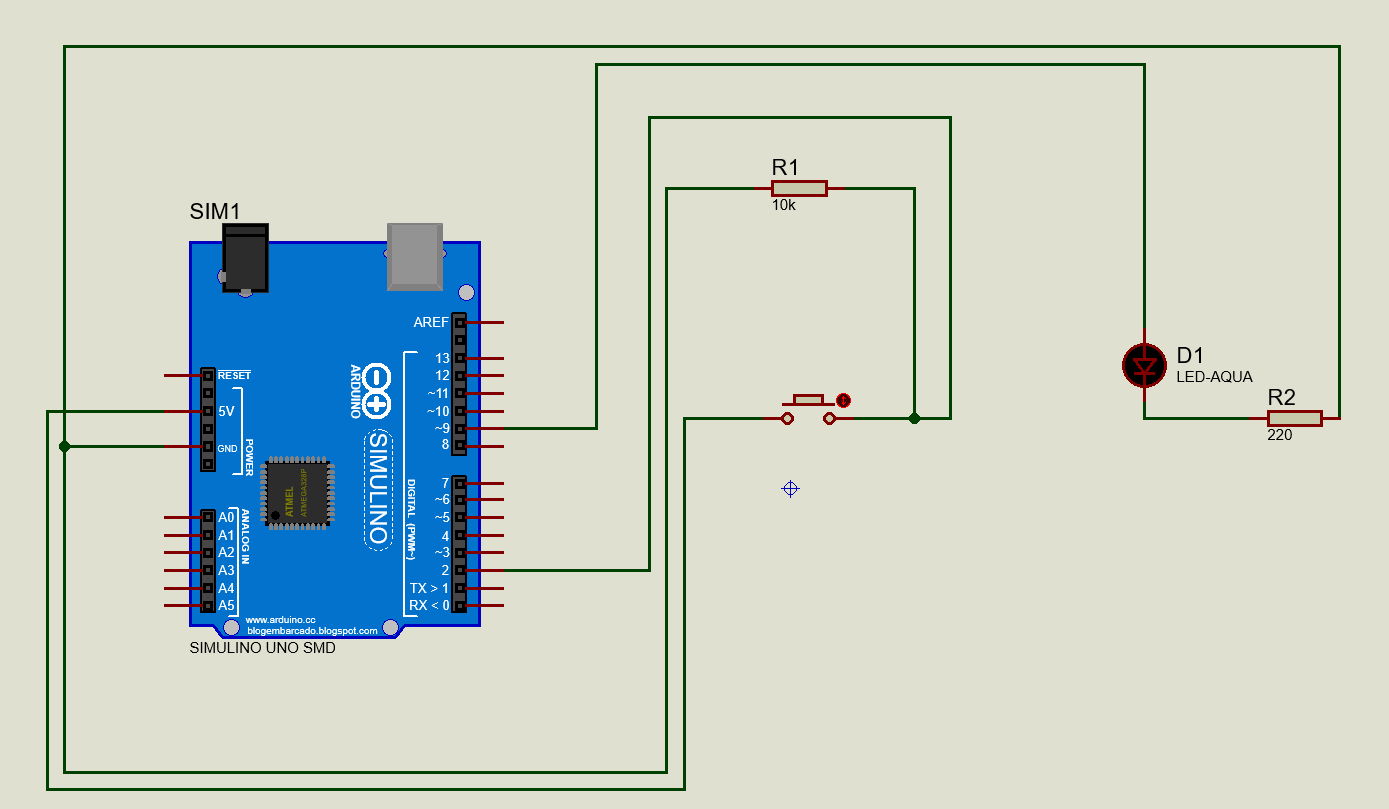 R1
10k
SIM1
AREF
13
12
~11
~10
~9
8
RESET
5V
GND
POWER
ARDUINO
SIMULINO
ATMEL
ATMEGA328P
7
~6
~5
4
~3
2
TX > 1
RX < 0
DIGITAL (PWM~)
A0
A1
A2
A3
A4
A5
ANALOG IN
www.arduino.cc
blogembarcado.blogspot.com
SIMULINO UNO SMD
D1
LED-AQUA
R2
220